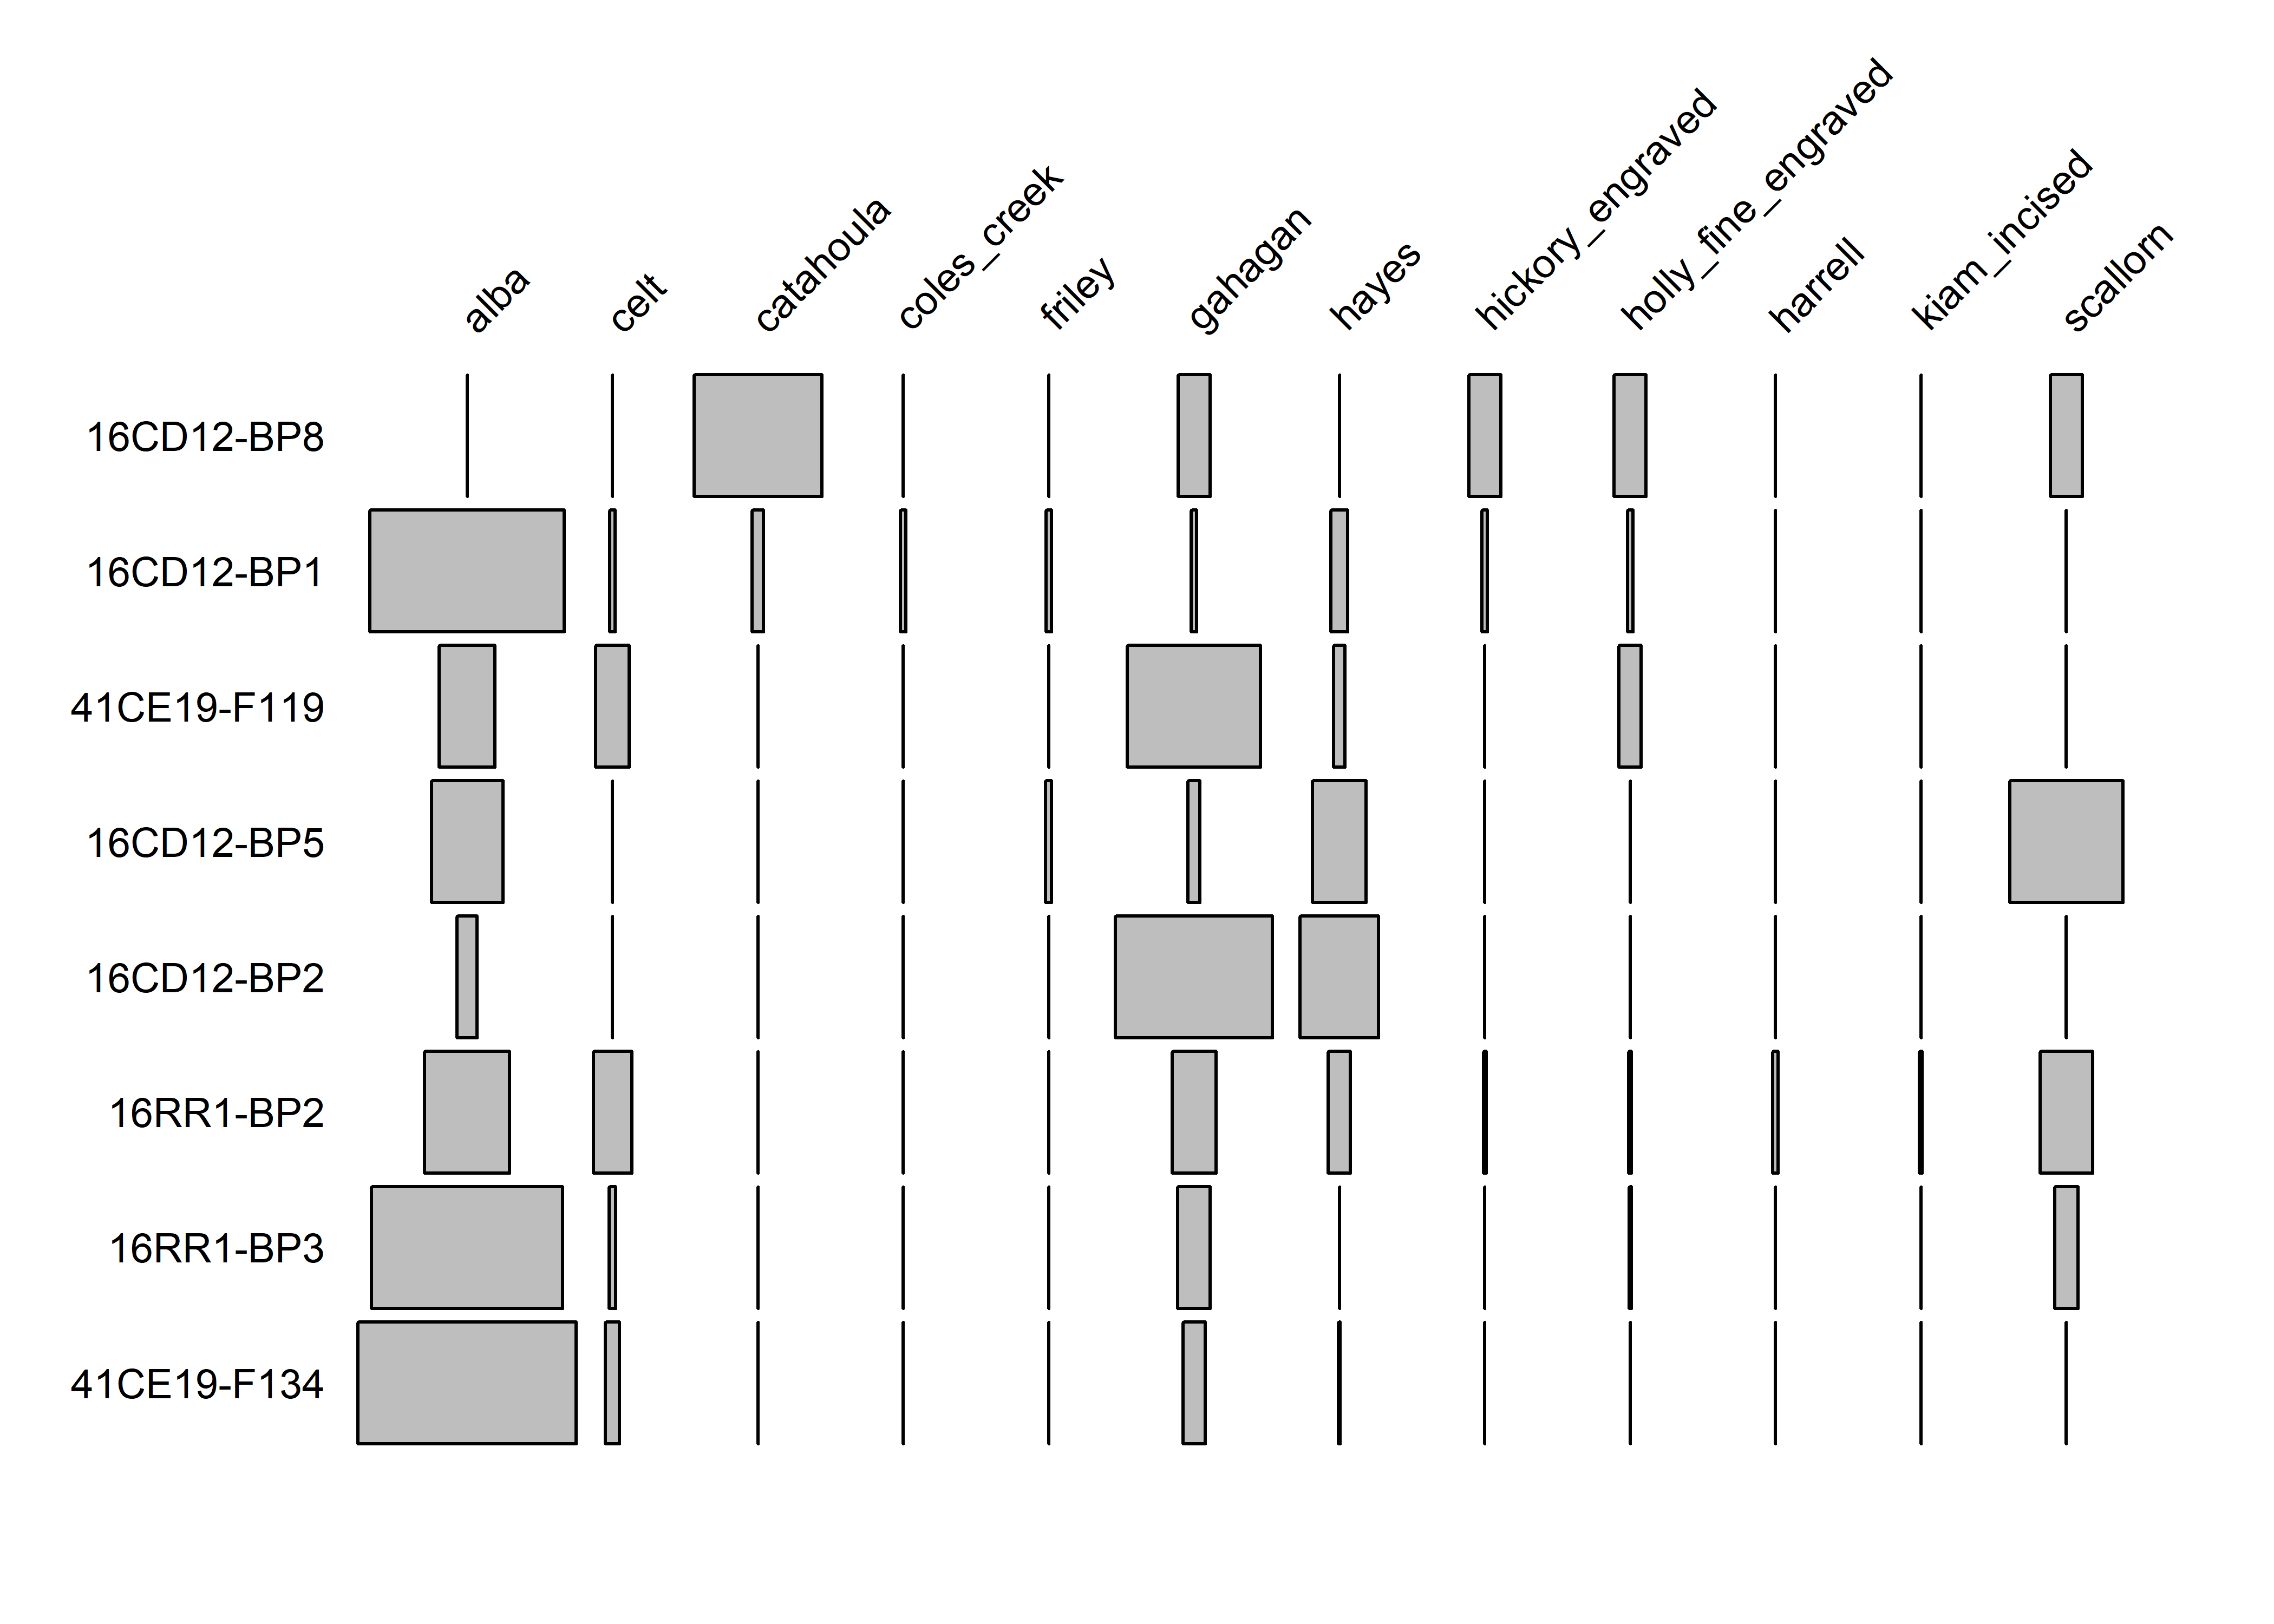 alba
celt
catahoula
coles_creek
friley
gahagan
hayes
hickory_engraved
holly_fine_engraved
harrell
kiam_incised
scallorn
16CD12-BP8
16CD12-BP1
41CE19-F119
16CD12-BP5
16CD12-BP2
16RR1-BP2
16RR1-BP3
41CE19-F134